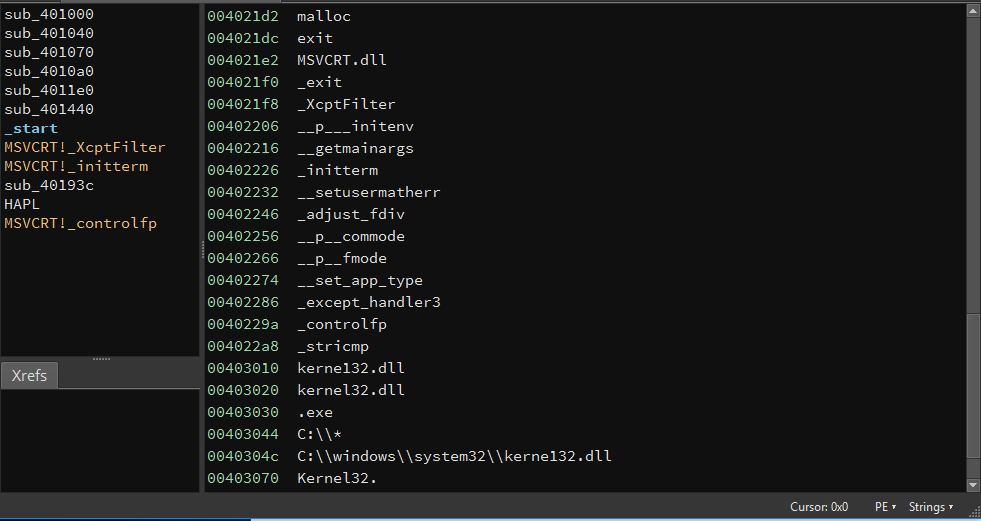 sub_401000
sub_401040
sub_401070
sub_4010a0
sub_4011e0
sub_401440
_start
MSVCRT!_XcptFilter
MSVCRT!_initterm
sub_40193c
HAPL
MSVCRT!_controlfp
Xrefs
004021d2 malloc
004021dc exit
004021e2 MSVCRT.dll
004021f0 _exit
004021f8 _XcptFilter
00402206 __p___initenv
00402216 __getmainargs
00402226 _initterm
00402232 __setusermatherr
00402246 _adjust_fdiv
00402256 __p__commode
00402266 __p__fmode
00402274 __set_app_type
00402286 _except_handler3
0040229a _controlfp
004022a8 _stricmp
00403010 kerne132.dll
00403020 kernel32.dll
00403030 .exe
00403044 C:\\*
0040304c C:\\windows\\system32\\kerne132.dll
00403070 Kernel32.
Cursor: 0x0 PE Strings